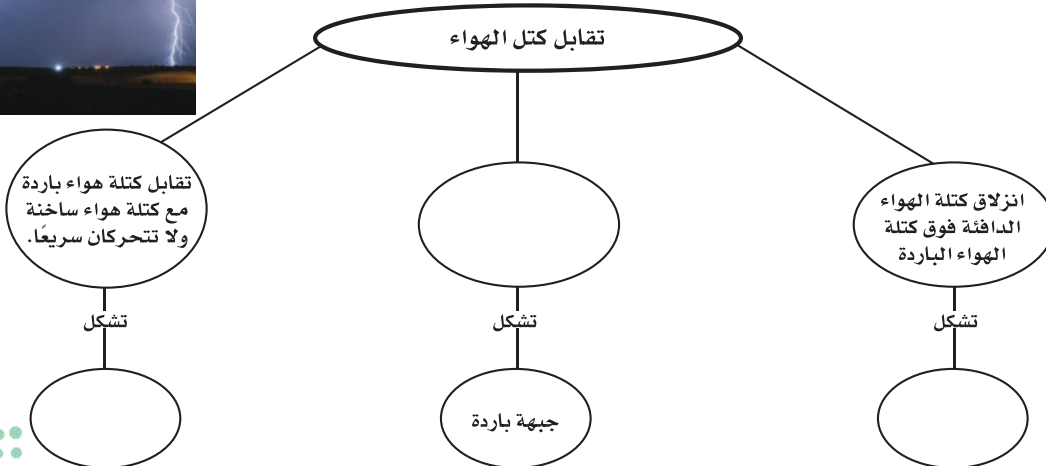 تقابل كتل الهواء
انزلاق كتلة الهواء
الدافئة فوق كتلة
الهواء الباردة
تشكل
تشكل
جبهة باردة
تقابل كتلة هواء باردة
مع كتلة هواء ساخنة
ولا تتحركان سريعًا.
تشكل